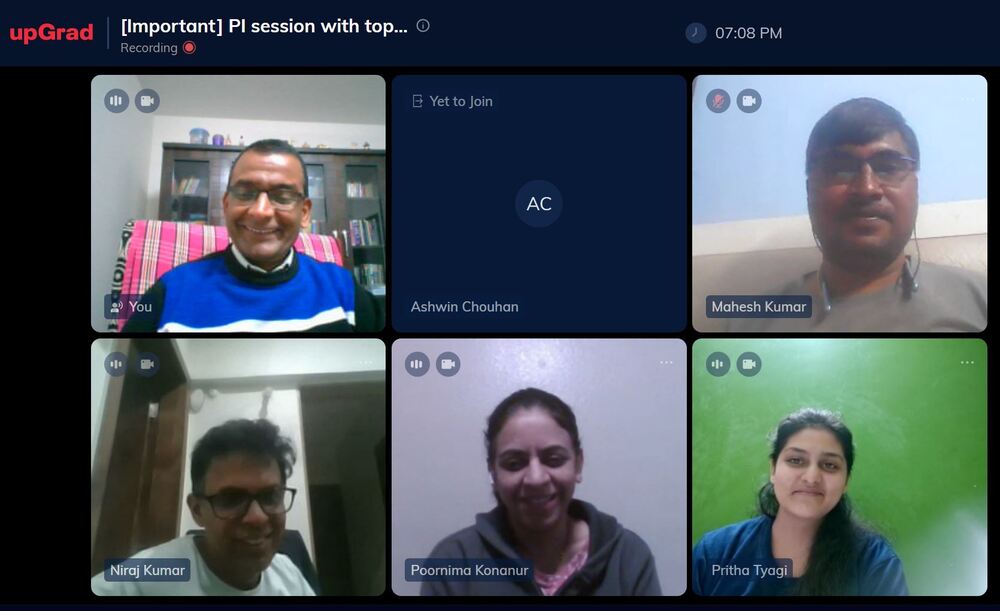 upGrad
[Important] PI session with top...
Recording
07:08 PM
You
Yet to Join
AC
Ashwin Chouhan
Mahesh Kumar
Niraj Kumar
Poornima Konanur
Pritha Tyagi